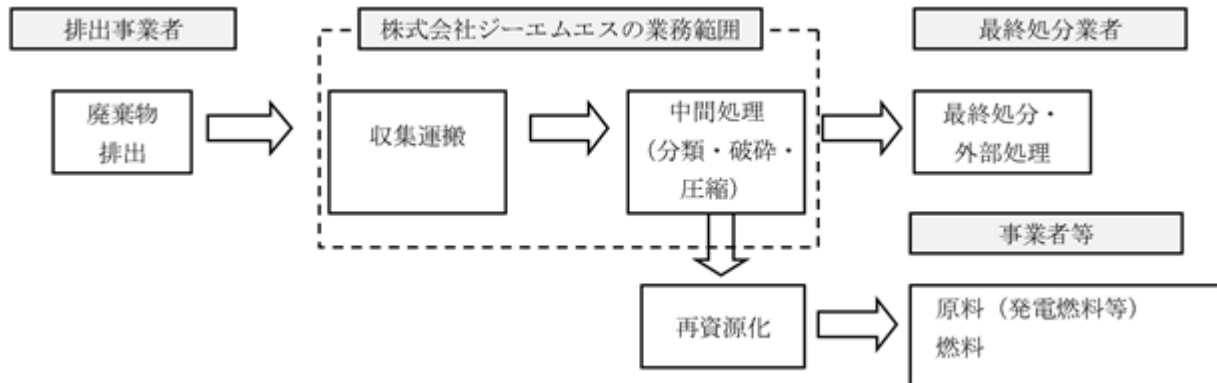 排出事業者
株式会社ジーエムエスの業務範囲
最終処分業者
廃棄物
排出
収集運搬
中間処理
（分類・破砕・
圧縮）
最終処分・
外部処理
事業者等
再資源化
原料（発電燃料等）
燃料